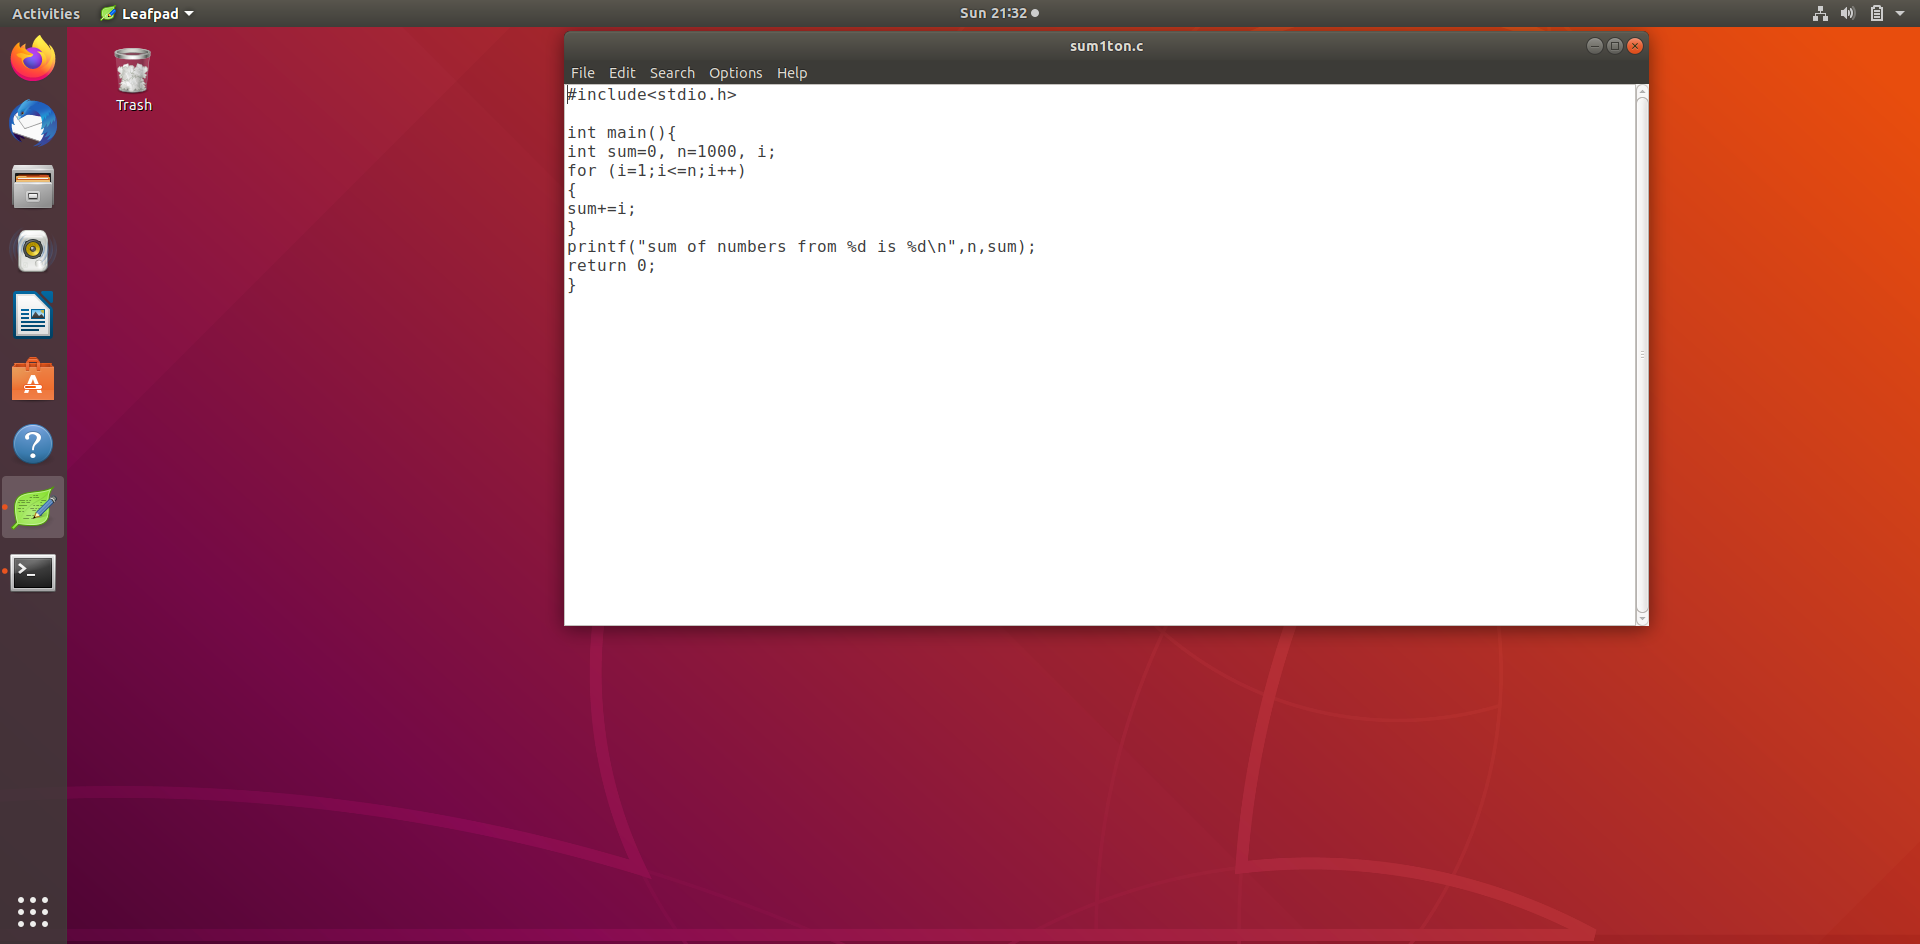 Activities Leafpad Sun 21:32
Trash
sum1ton.c
File Edit Search Options Help
#include<stdio.h>
int main(){
int sum=0, n=1000, i;
for (i=1;i<=n;i++)
{
sum+=i;
}
printf("sum of numbers from %d is %d\n",n,sum);
return 0;
}